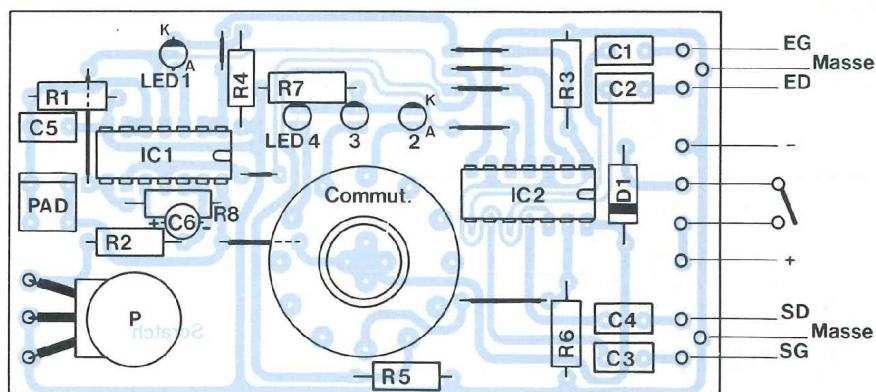 K
A
LED 1
R4
R7
R3
C1
EG
Masse
C2
ED
R1
K
C5
LED 4
3
2
A
IC1
-
Commut.
IC2
D1
PAD
R8
+
C6
-
R2
+
P
Scratch
SD
C4
Masse
R6
C3
SG
R5